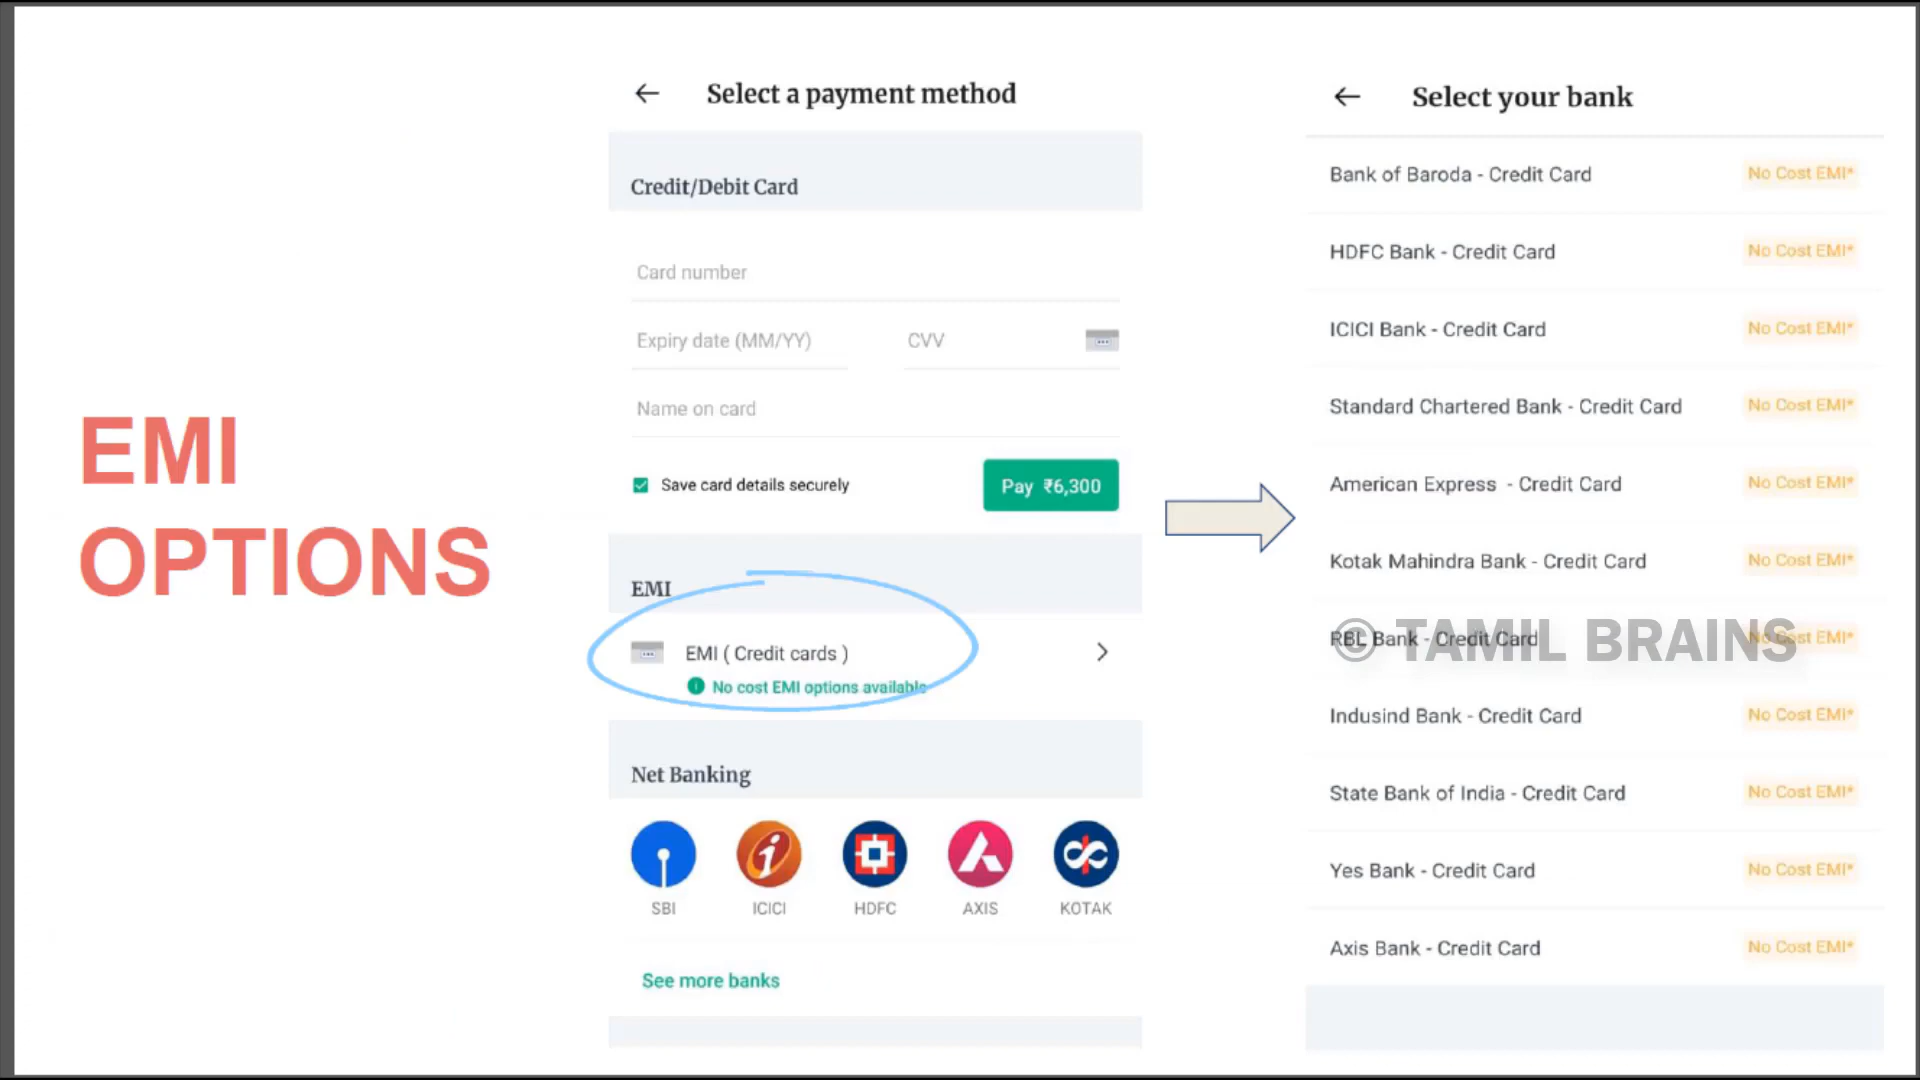 EMI
OPTIONS
Select a payment method
Credit/Debit Card
Card number
Expiry date (MM/YY) CVV
Name on card
Save card details securely
Pay ₹6,300
EMI
EMI ( Credit cards )
No cost EMI options available
Net Banking
SBI ICICI HDFC AXIS KOTAK
See more banks
Select your bank
Bank of Baroda - Credit Card No Cost EMI*
HDFC Bank - Credit Card No Cost EMI*
ICICI Bank - Credit Card No Cost EMI*
Standard Chartered Bank - Credit Card No Cost EMI*
American Express - Credit Card No Cost EMI*
Kotak Mahindra Bank - Credit Card No Cost EMI*
RBL Bank - Credit Card No Cost EMI*
© TAMIL BRAINS
Indusind Bank - Credit Card No Cost EMI*
State Bank of India - Credit Card No Cost EMI*
Yes Bank - Credit Card No Cost EMI*
Axis Bank - Credit Card No Cost EMI*